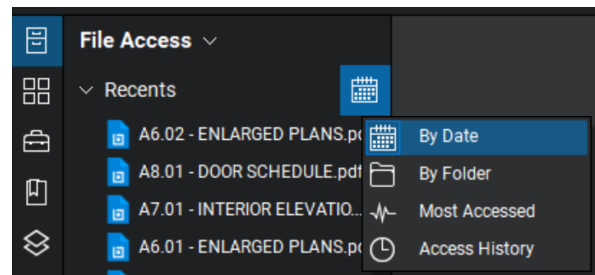 File Access
Recents
A6.02 - ENLARGED PLANS.pd
By Date
A8.01 - DOOR SCHEDULE.pdf
By Folder
A7.01 - INTERIOR ELEVATIO...
Most Accessed
A6.01 - ENLARGED PLANS.pd
Access History